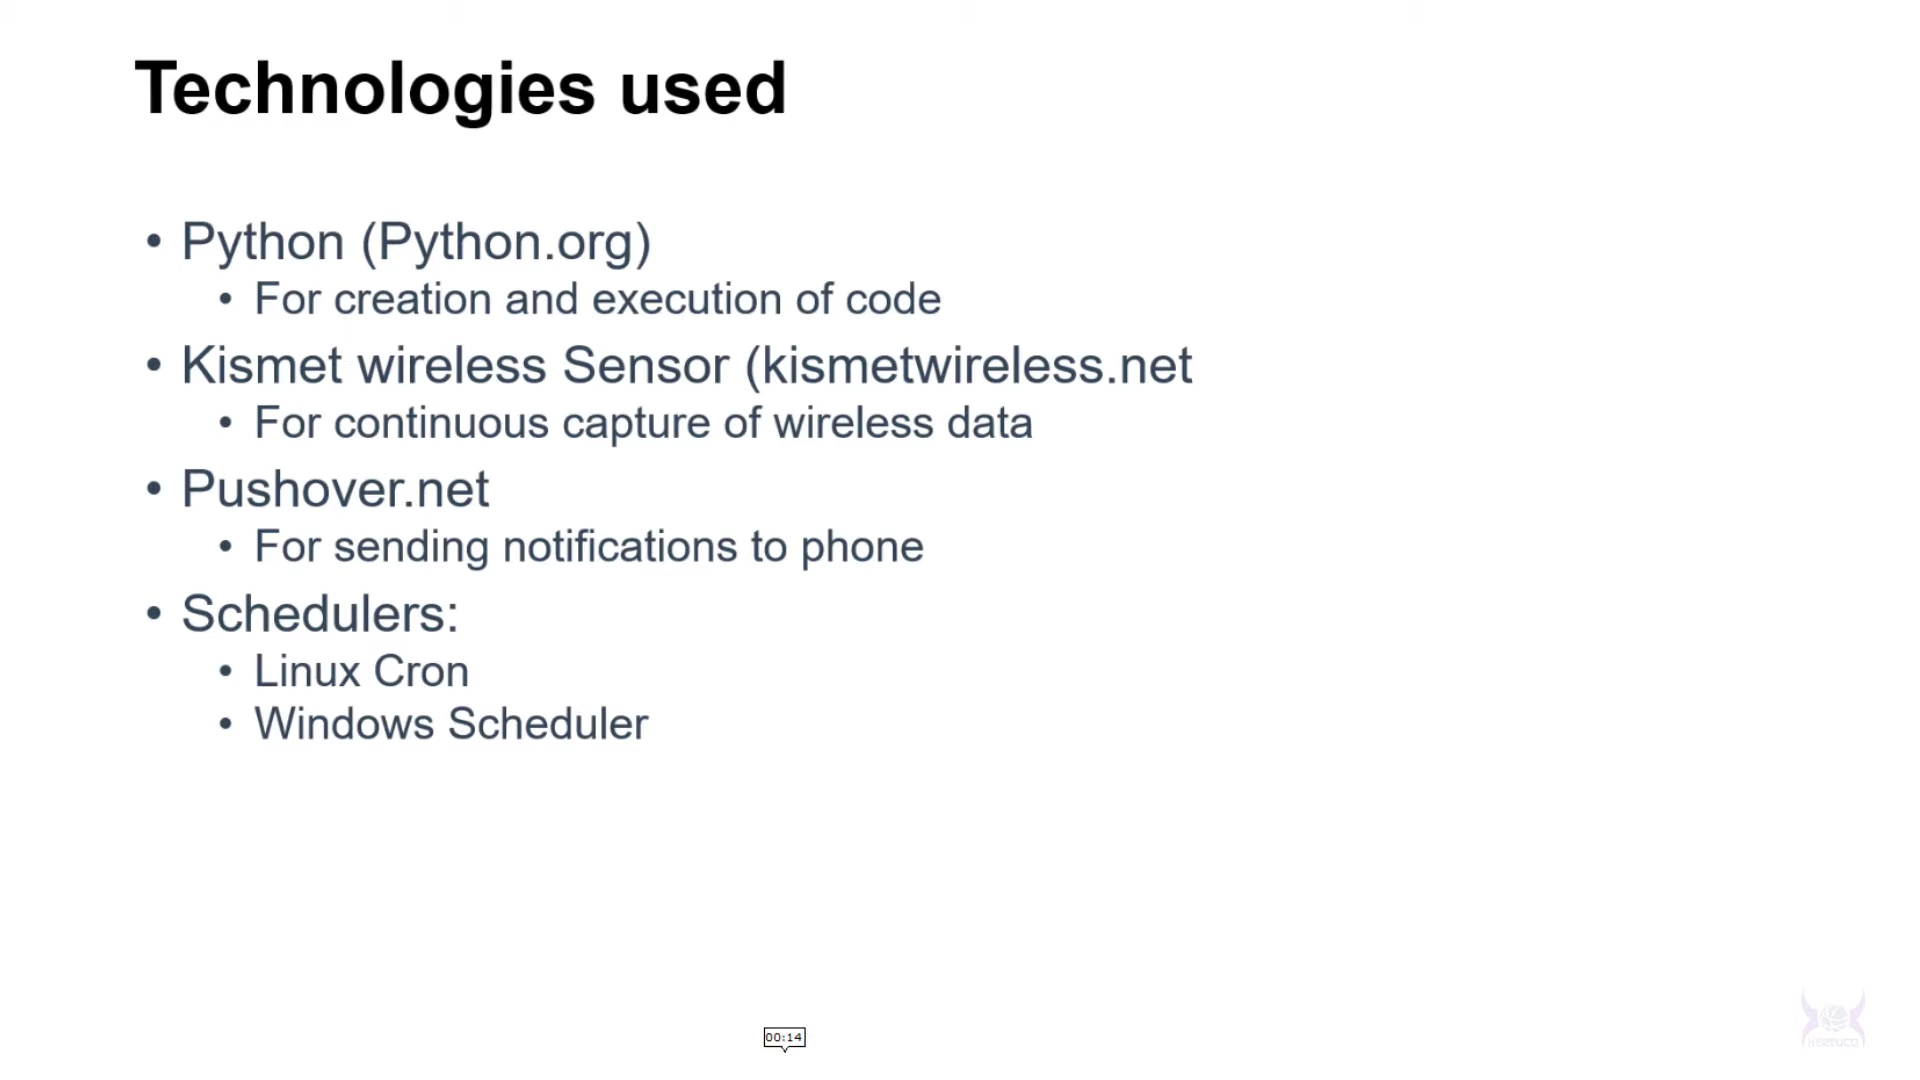 Technologies used
• Python (Python.org)
• For creation and execution of code
• Kismet wireless Sensor (kismetwireless.net
• For continuous capture of wireless data
• Pushover.net
• For sending notifications to phone
• Schedulers:
• Linux Cron
• Windows Scheduler
00:14